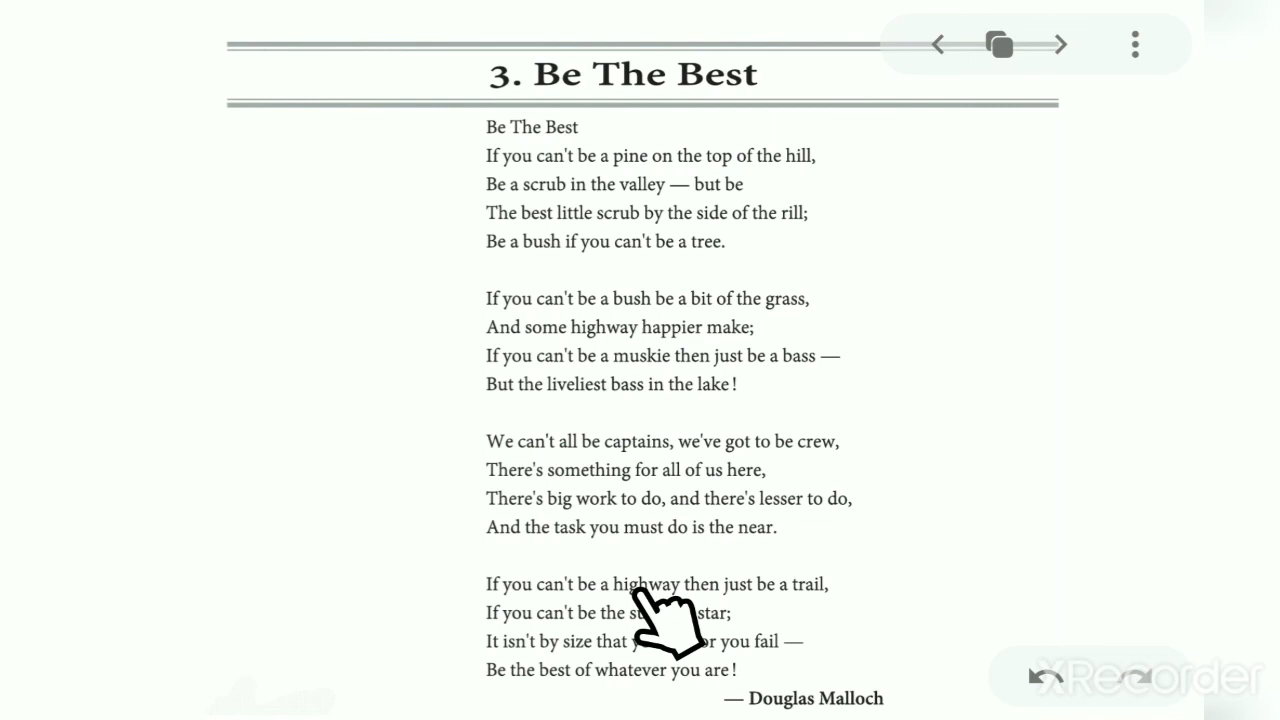 3. Be The Best
Be The Best
If you can't be a pine on the top of the hill,
Be a scrub in the valley — but be
The best little scrub by the side of the rill;
Be a bush if you can't be a tree.
If you can't be a bush be a bit of the grass,
And some highway happier make;
If you can't be a muskie then just be a bass —
But the liveliest bass in the lake!
We can't all be captains, we've got to be crew,
There's something for all of us here,
There's big work to do, and there's lesser to do,
And the task you must do is the near.
If you can't be a highway then just be a trail,
If you can't be the star;
It isn't by size that or you fail —
Be the best of whatever you are!
— Douglas Malloch
XRecorder